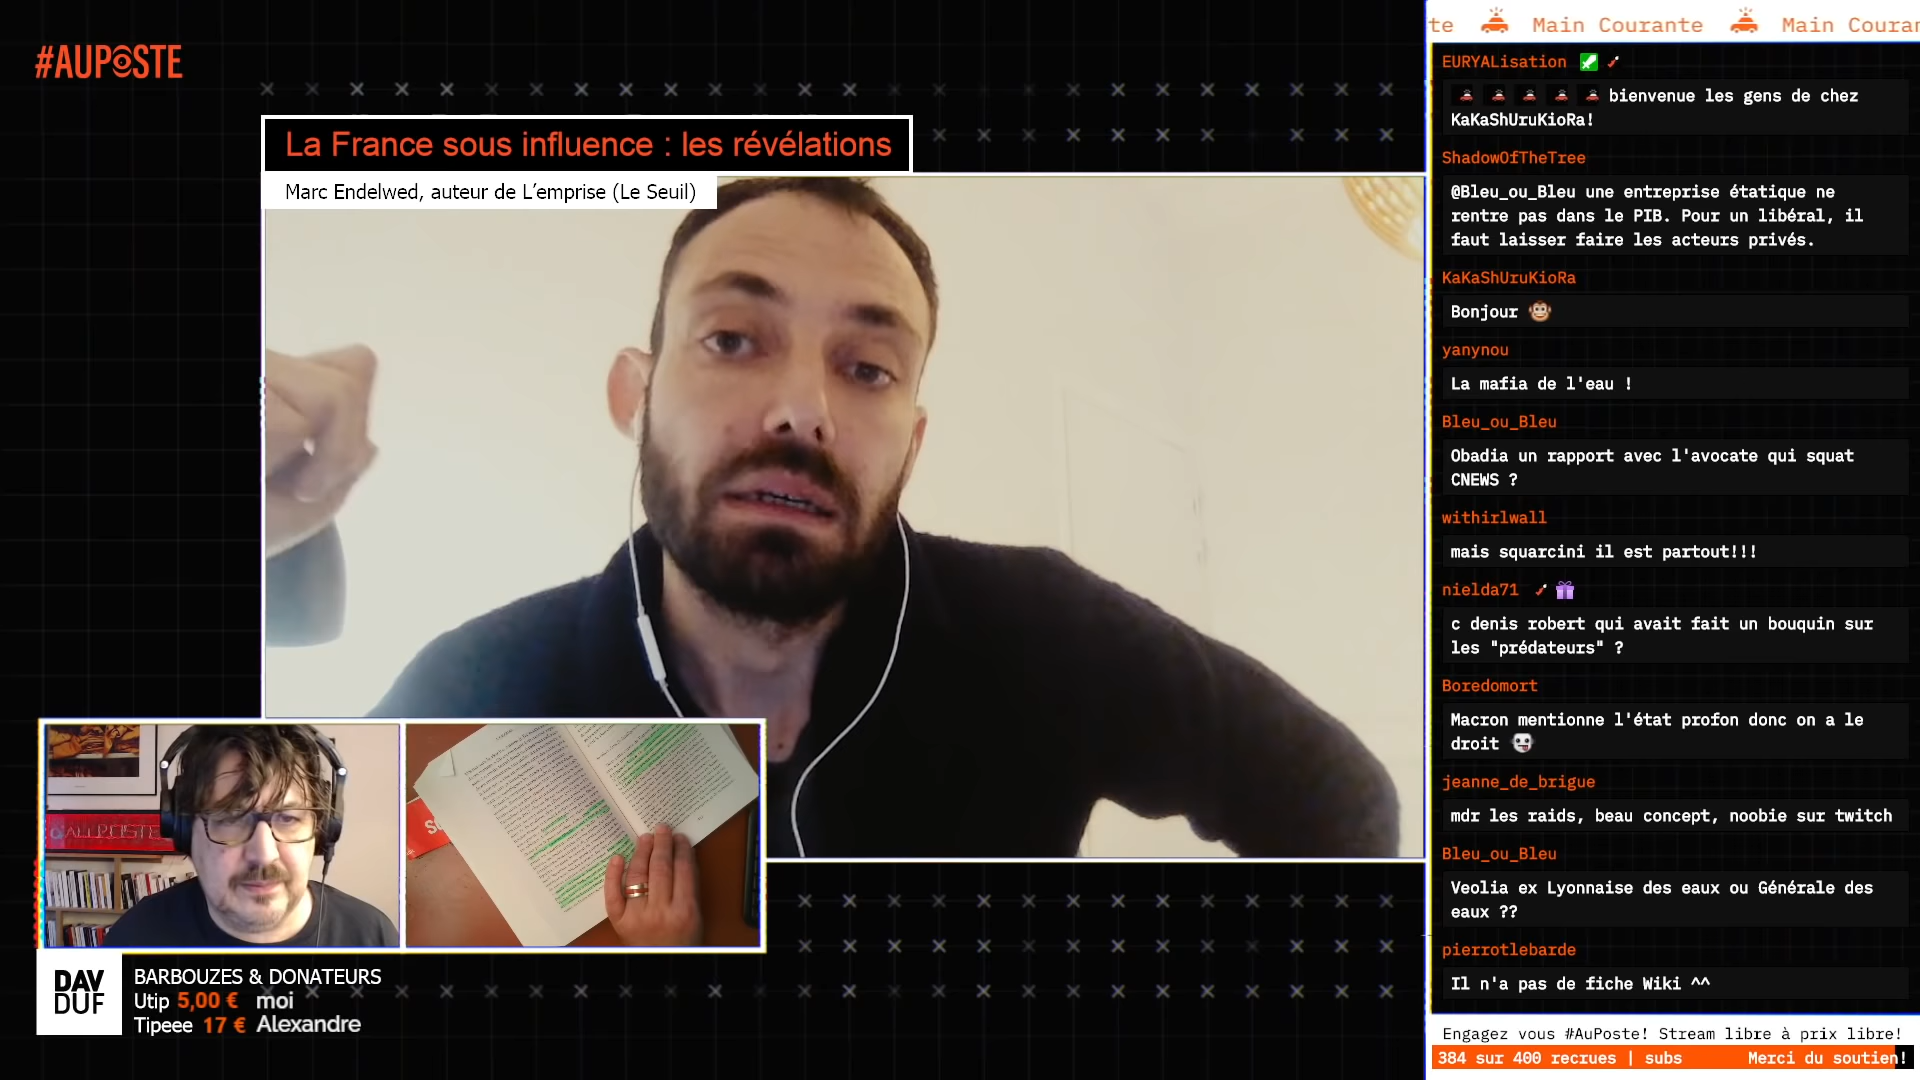 #AUPOSTE
La France sous influence : les révélations
Marc Endelwed, auteur de L’emprise (Le Seuil)
AU POSTE
DAV
DUF
BARBOUZES & DONATEURS
Utip 5,00 € moi
Tipeee 17 € Alexandre
te Main Courante Main Couran
EURYALisation
bienvenue les gens de chez
KaKaShUruKioRa!
ShadowOfTheTree
@Bleu_ou_Bleu une entreprise étatique ne
rentre pas dans le PIB. Pour un libéral, il
faut laisser faire les acteurs privés.
KaKaShUruKioRa
Bonjour
yanynou
La mafia de l'eau !
Bleu_ou_Bleu
Obadia un rapport avec l'avocate qui squat
CNEWS ?
withirlwall
mais squarcini il est partout!!!
nielda71
c denis robert qui avait fait un bouquin sur
les "prédateurs" ?
Boredomort
Macron mentionne l'état profon donc on a le
droit
jeanne_de_brigue
mdr les raids, beau concept, noobie sur twitch
Bleu_ou_Bleu
Veolia ex Lyonnaise des eaux ou Générale des
eaux ??
pierrotlebarde
Il n'a pas de fiche Wiki ^^
Engagez vous #AuPoste! Stream libre à prix libre!
384 sur 400 recrues | subs Merci du soutien!